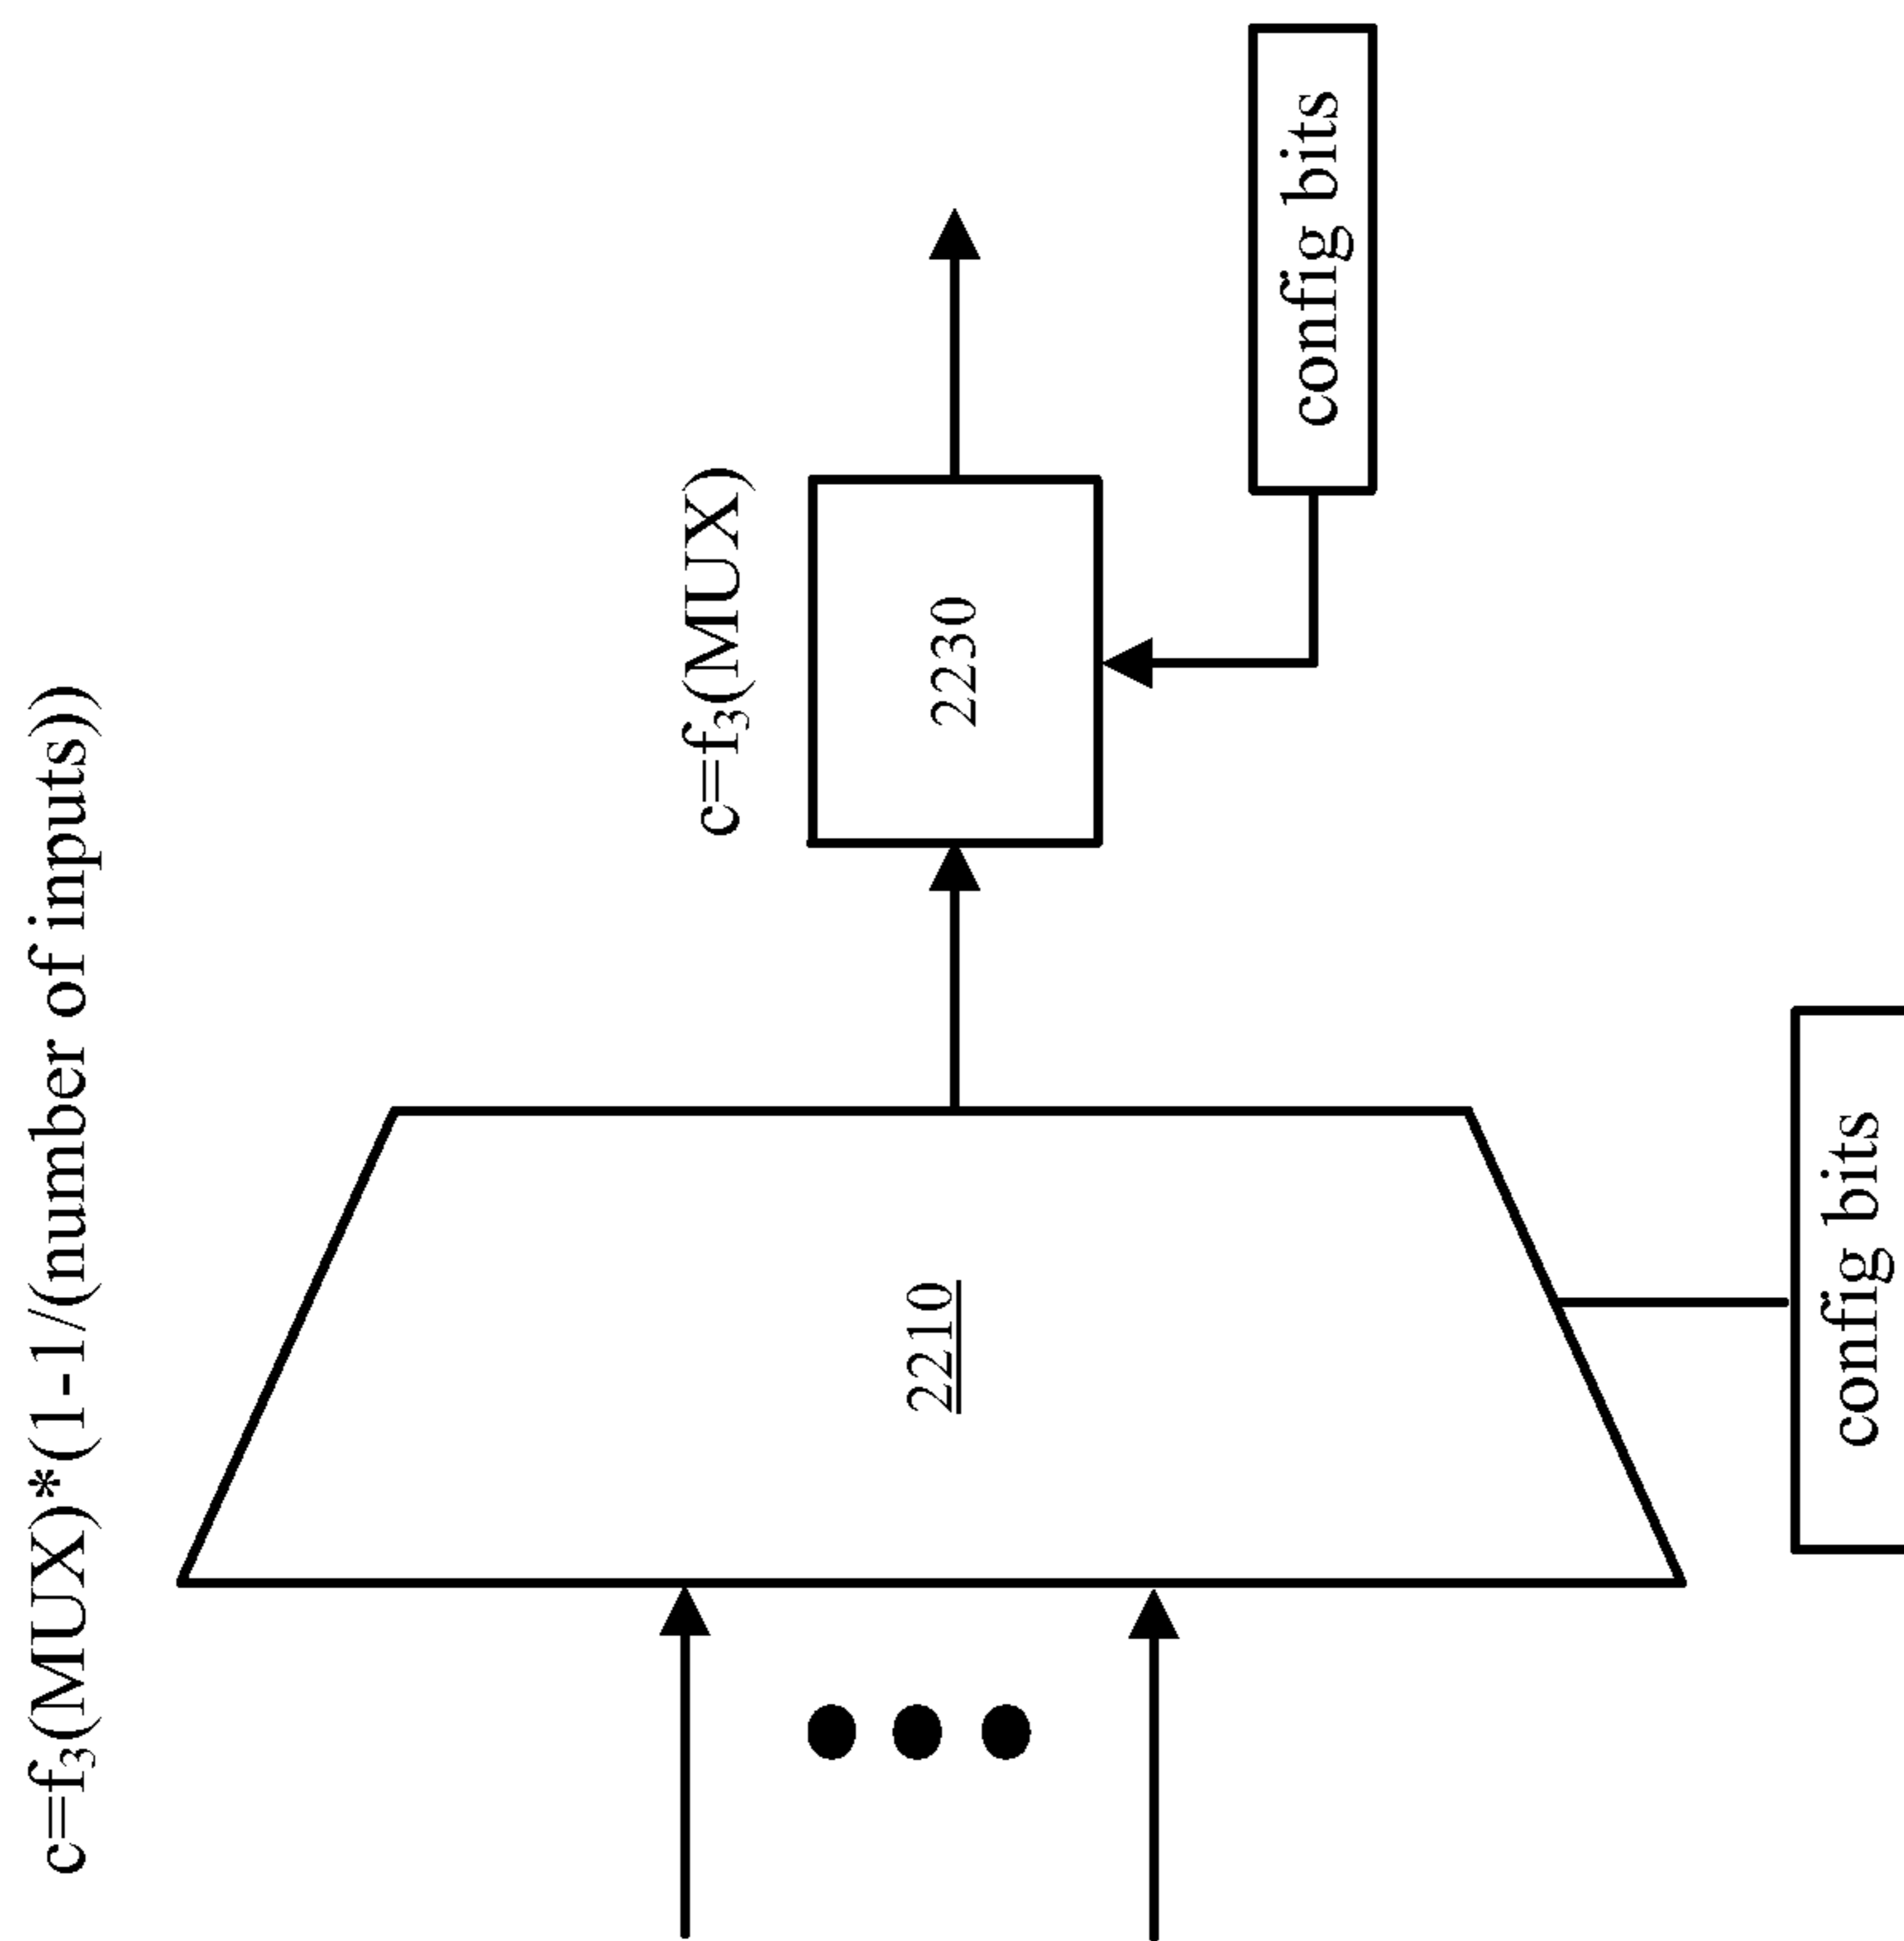 c=f₃(MUX)*(1-1/(number of inputs))
c=f₃(MUX)
2210
2230
config bits
config bits